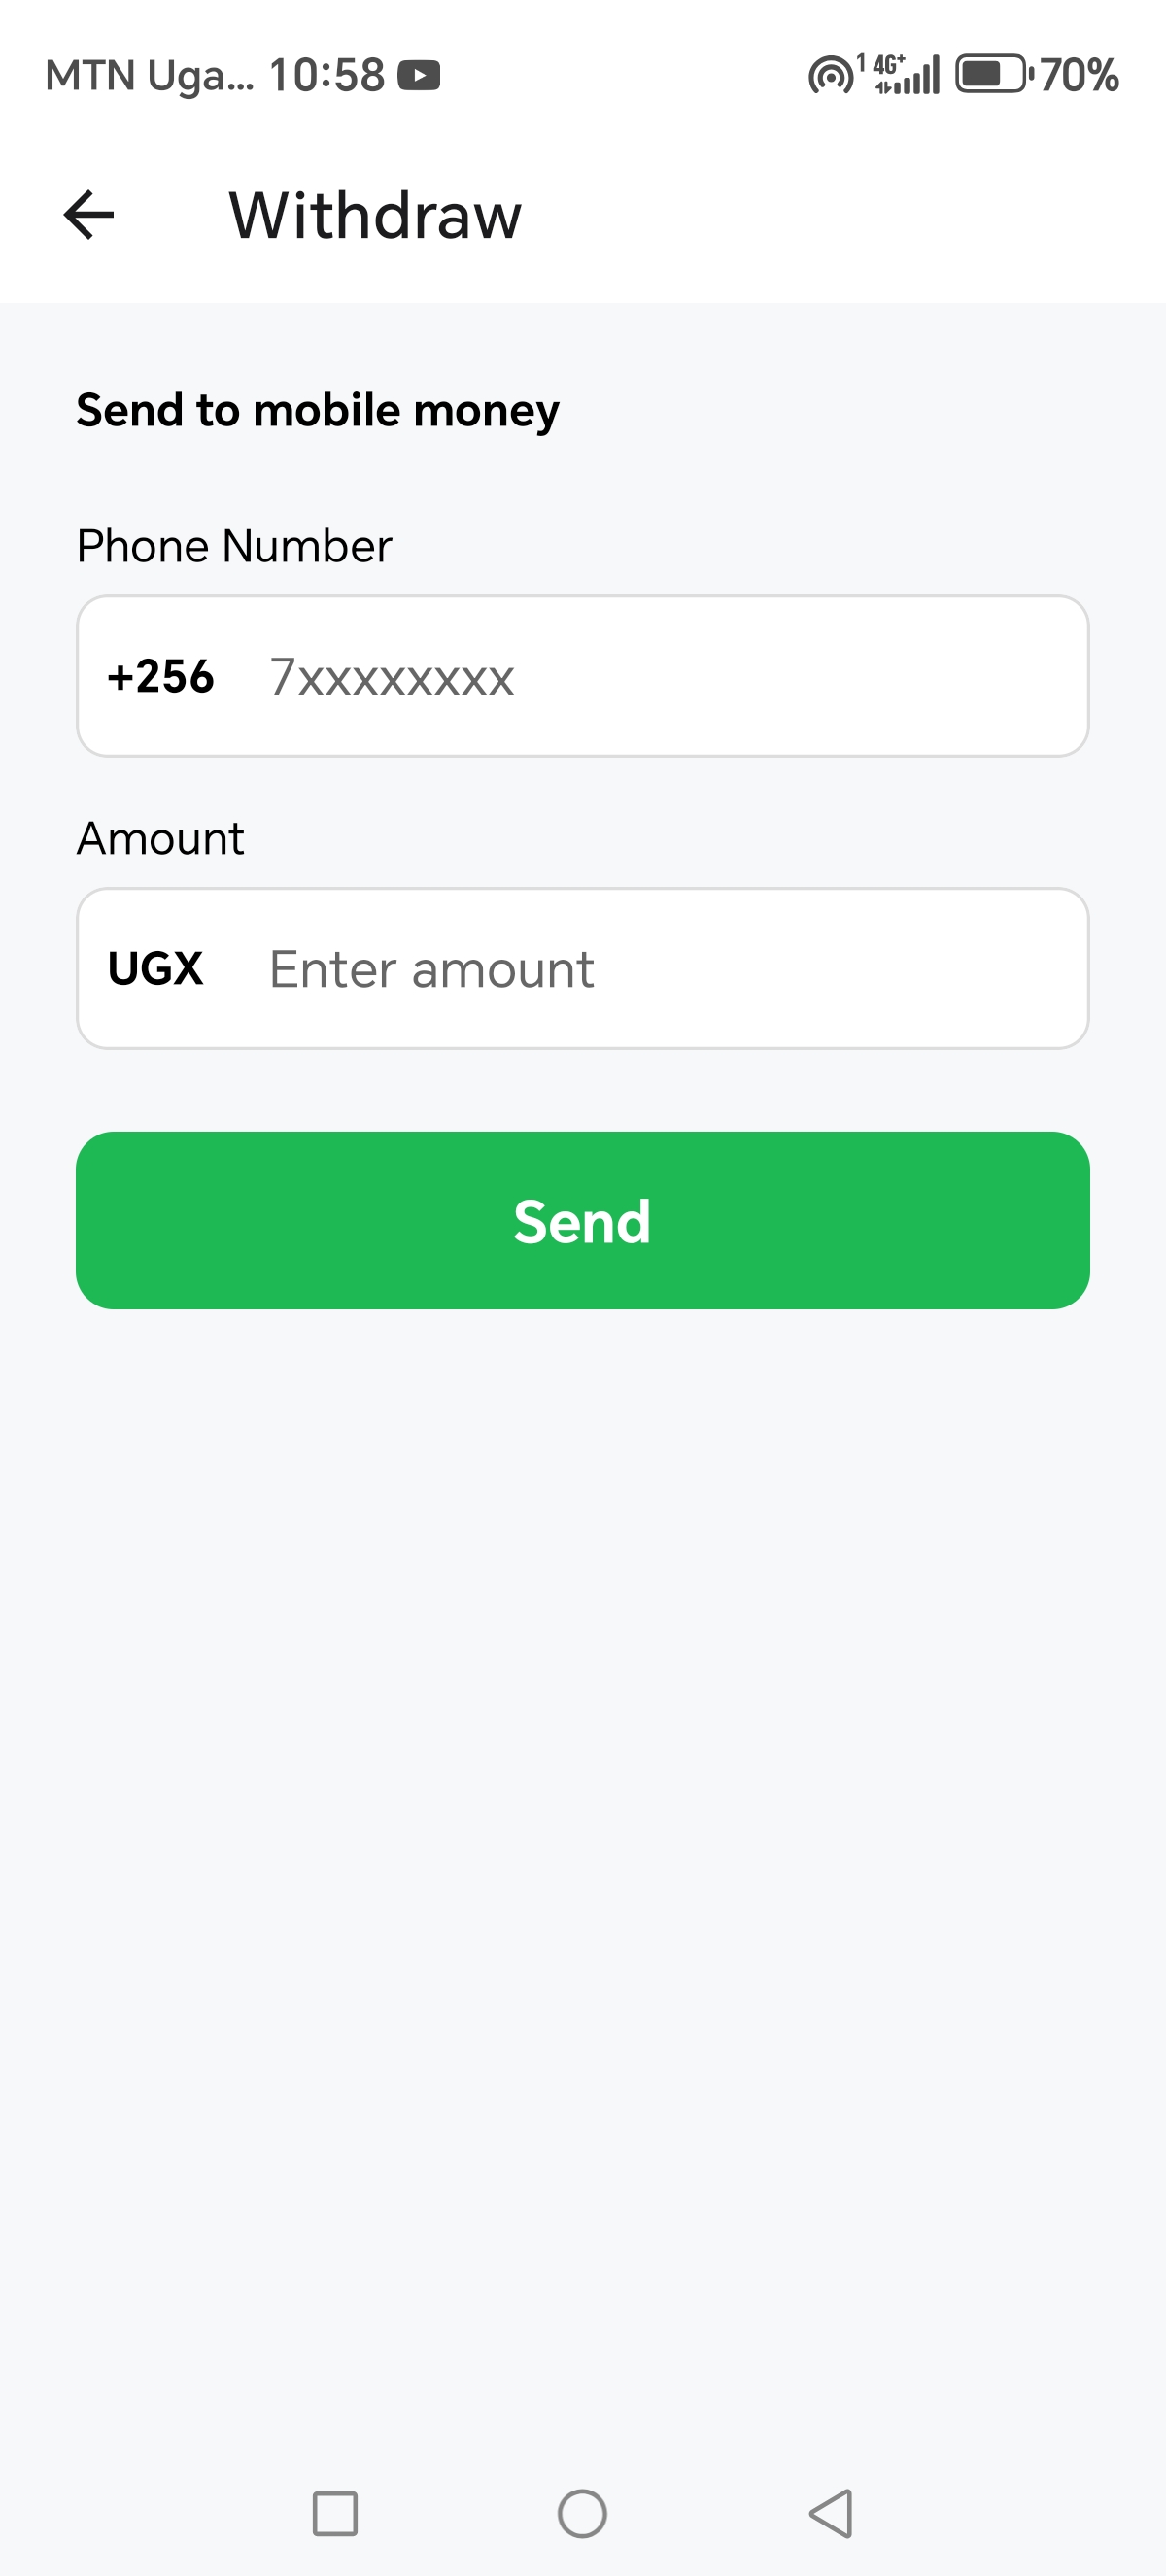 MTN Uga... 10:58 1 4G+ 70%
Withdraw
Send to mobile money
Phone Number
+256 7xxxxxxxx
Amount
UGX Enter amount
Send